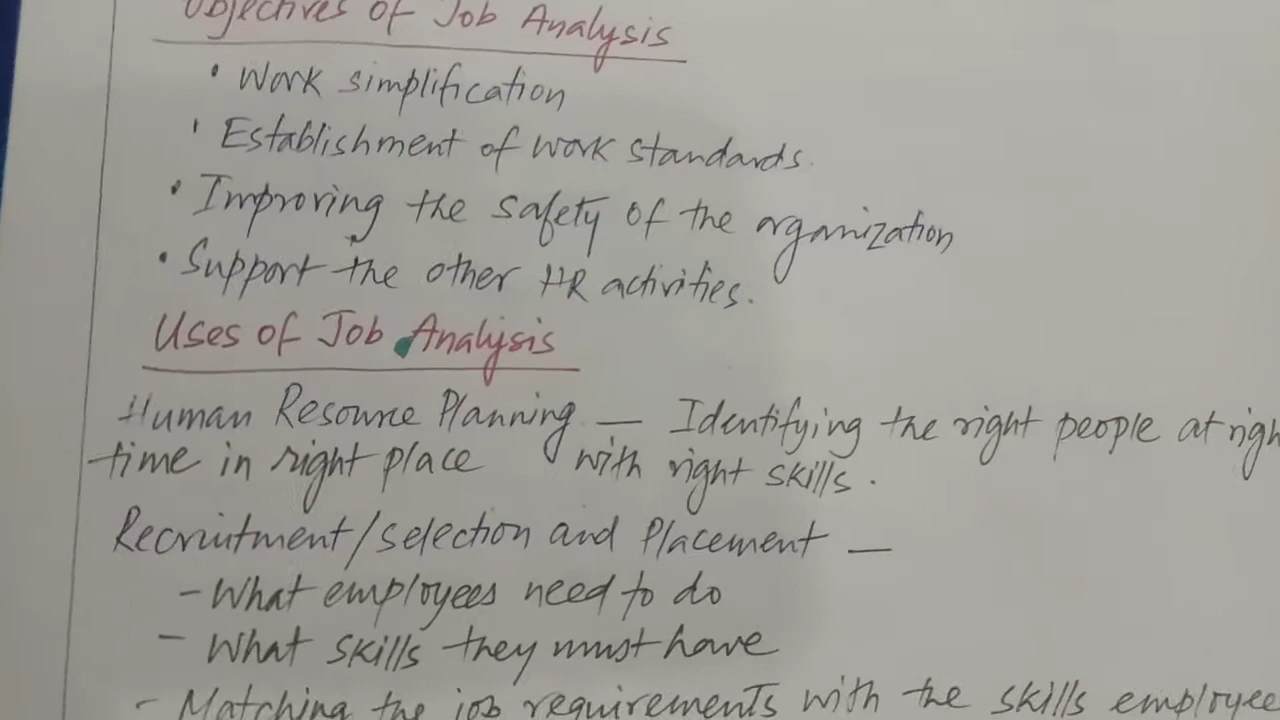 Objectives of Job Analysis
• Work simplification
• Establishment of work standards.
• Improving the safety of the organization
• Support the other HR activities.
Uses of Job Analysis
Human Resource Planning — Identifying the right people at righ
time in right place with right skills.
Recruitment/selection and Placement —
- What employees need to do
- What skills they must have
- Matching the job requirements with the skills employee